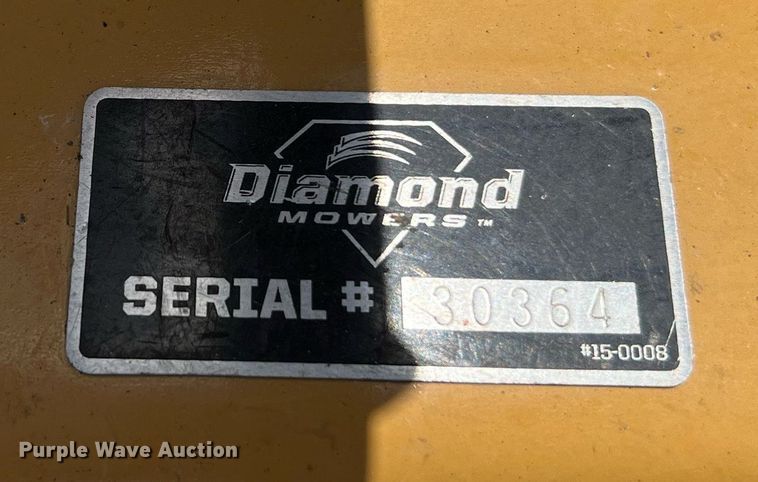 Diamond
MOWERS™
SERIAL # 30364
#15-0008
Purple Wave Auction